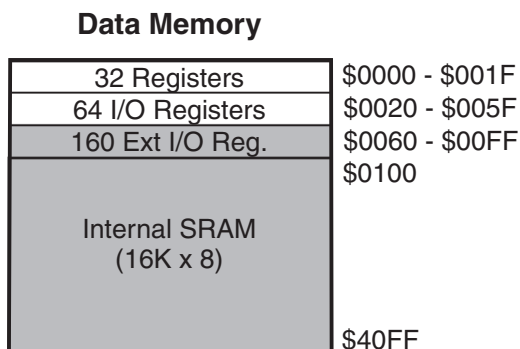 Data Memory
32 Registers $0000 - $001F
64 I/O Registers $0020 - $005F
160 Ext I/O Reg. $0060 - $00FF
$0100
Internal SRAM
(16K x 8)
$40FF